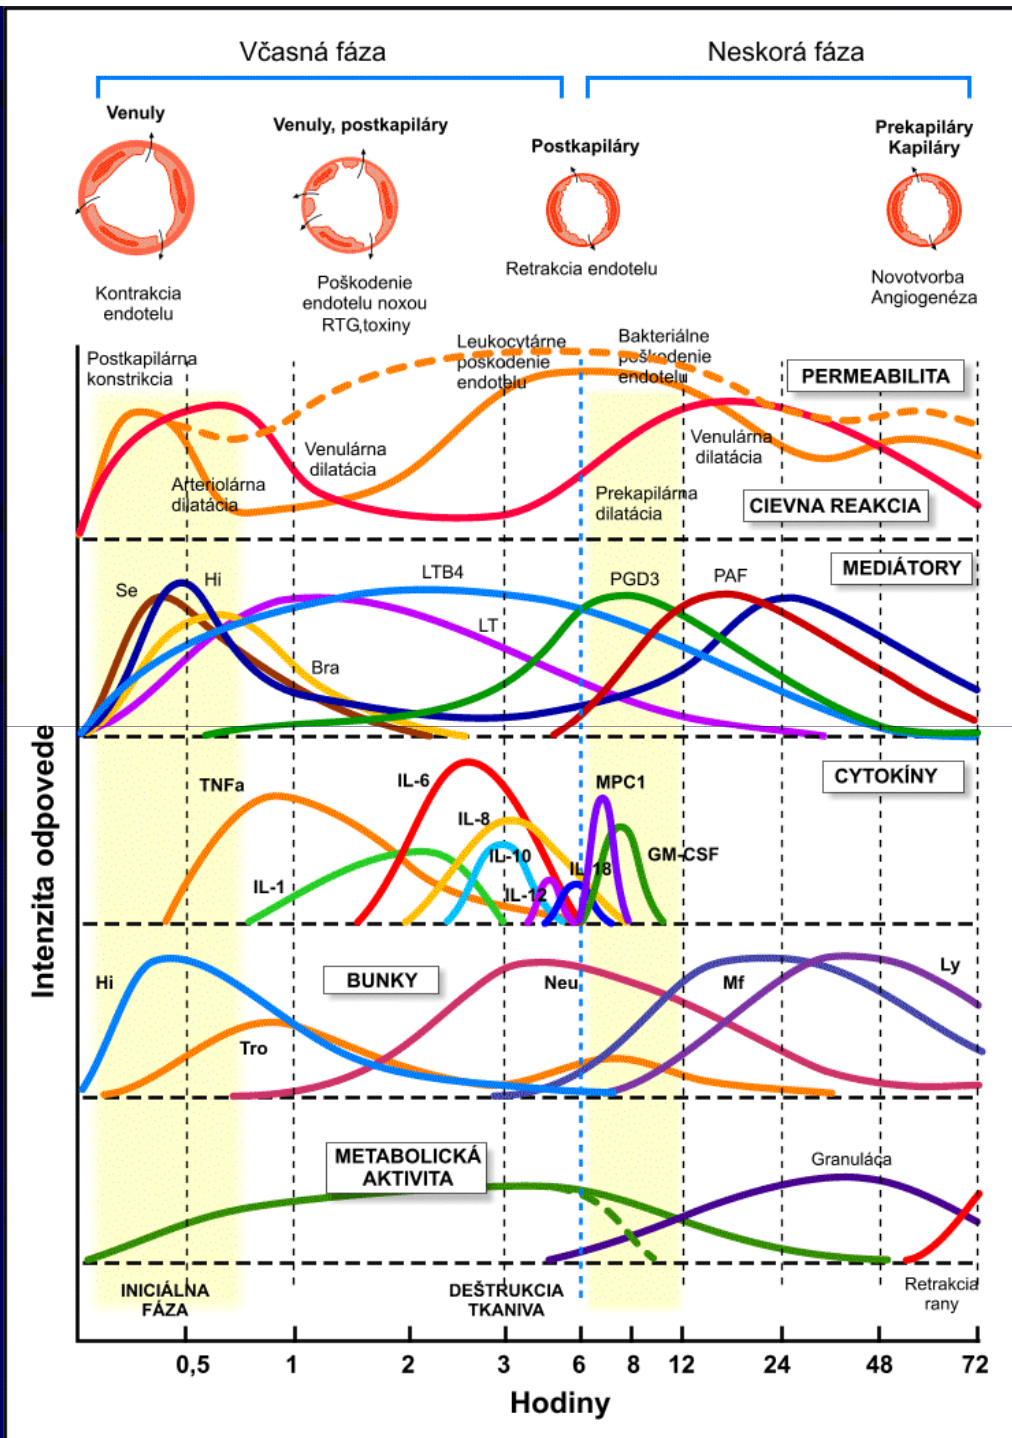 Včasná fáza
Neskorá fáza
Venuly
Venuly, postkapiláry
Postkapiláry
Prekapiláry
Kapiláry
Kontrakcia
endotelu
Poškodenie
endotelu noxou
RTG,toxiny
Retrakcia endotelu
Novotvorba
Angiogenéza
Postkapilárna
konstrikcia
Leukocytárne
poškodenie
endotelu
Bakteriálne
poškodenie
endotelu
PERMEABILITA
Arteriolárna
dilatácia
Venulárna
dilatácia
Venulárna
dilatácia
Prekapilárna
dilatácia
CIEVNA REAKCIA
MEDIÁTORY
Se
Hi
LTB4
PGD3
PAF
LT
Bra
CYTOKÍNY
TNFa
IL-6
MPC1
IL-8
IL-10
GM-CSF
IL-1
IL-12
IL 18
Intenzita odpovede
BUNKY
Hi
Tro
Neu
Mf
Ly
METABOLICKÁ
AKTIVITA
Granuláca
INICIÁLNA
FÁZA
DEŠTRUKCIA
TKANIVA
Retrakcia
rany
0,5 1 2 3 6 8 12 24 48 72
Hodiny